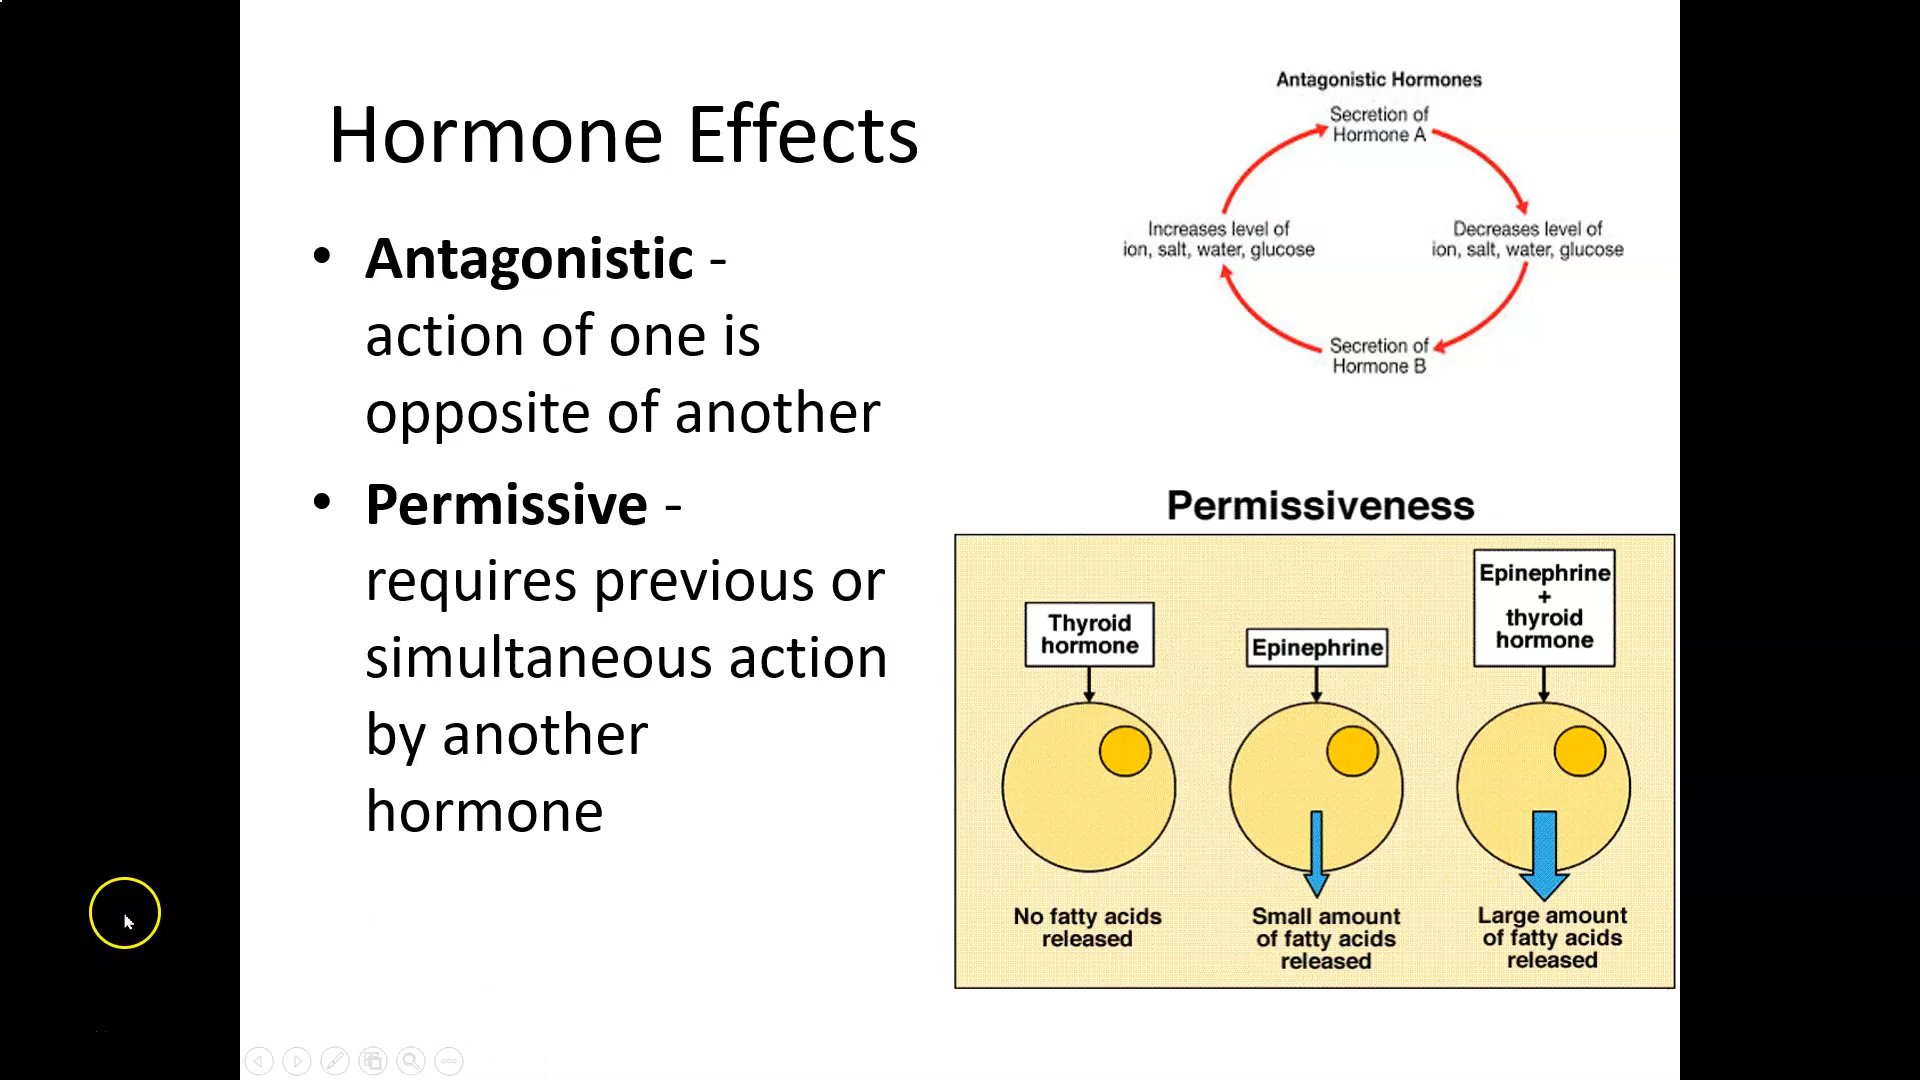 Hormone Effects
• Antagonistic -
action of one is
opposite of another
• Permissive -
requires previous or
simultaneous action
by another
hormone
Antagonistic Hormones
Secretion of
Hormone A
Increases level of
ion, salt, water, glucose
Decreases level of
ion, salt, water, glucose
Secretion of
Hormone B
Permissiveness
Thyroid
hormone
Epinephrine
Epinephrine
+
thyroid
hormone
No fatty acids
released
Small amount
of fatty acids
released
Large amount
of fatty acids
released